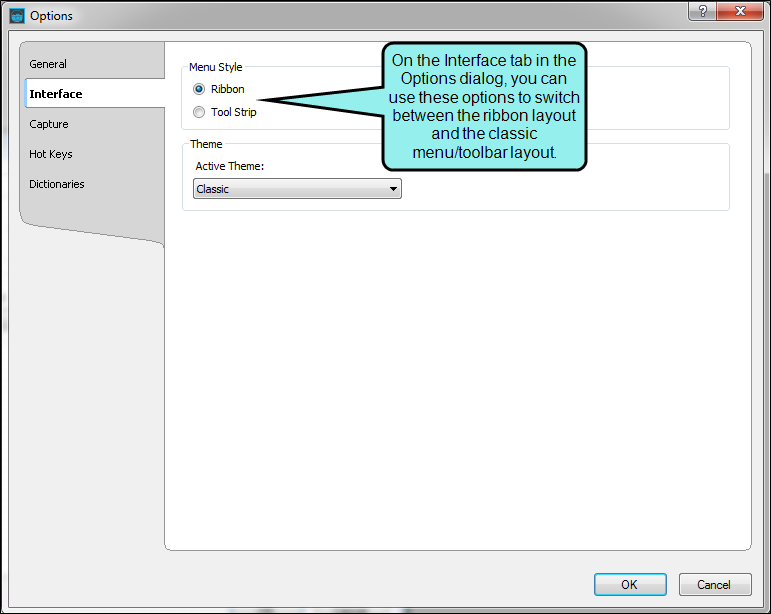 Options
?
General
Interface
Capture
Hot Keys
Dictionaries
Menu Style
Ribbon
Tool Strip
On the Interface tab in the
Options dialog, you can
use these options to switch
between the ribbon layout
and the classic
menu/toolbar layout.
Theme
Active Theme:
Classic
OK
Cancel